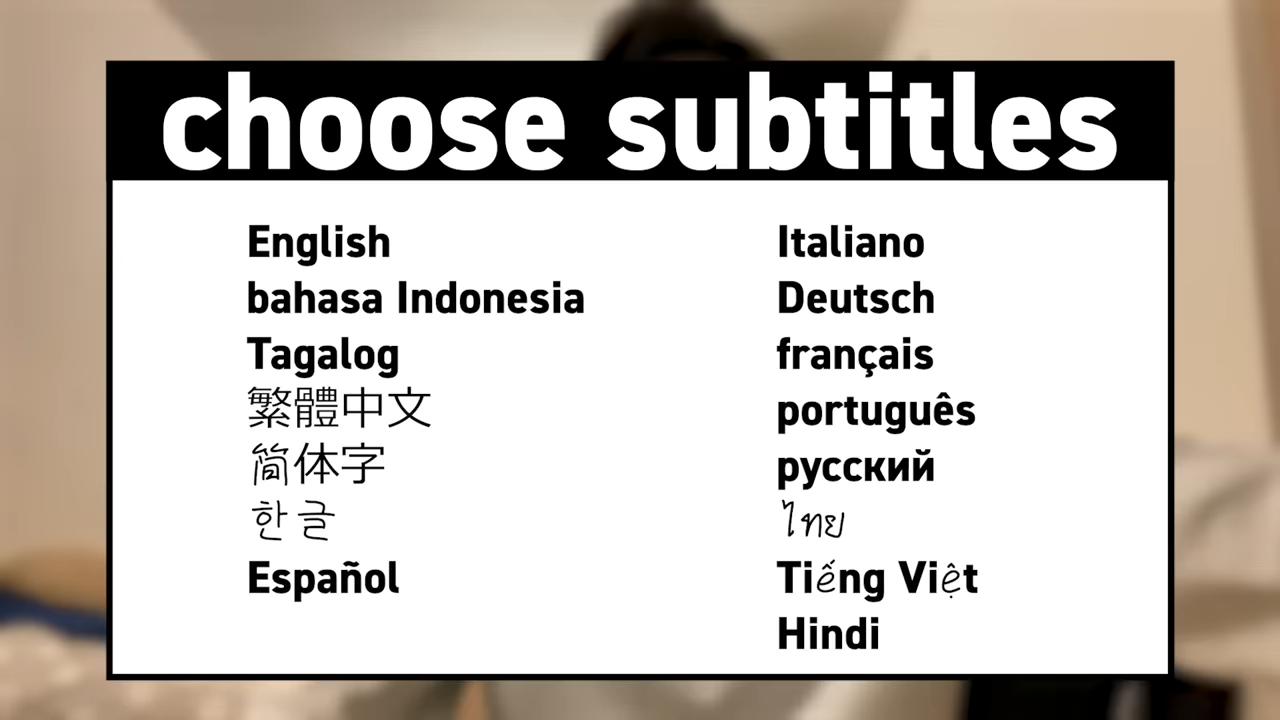 choose subtitles
English
bahasa Indonesia
Tagalog
繁體中文
简体字
한글
Español
Italiano
Deutsch
français
português
русский
ไทย
Tiếng Việt
Hindi